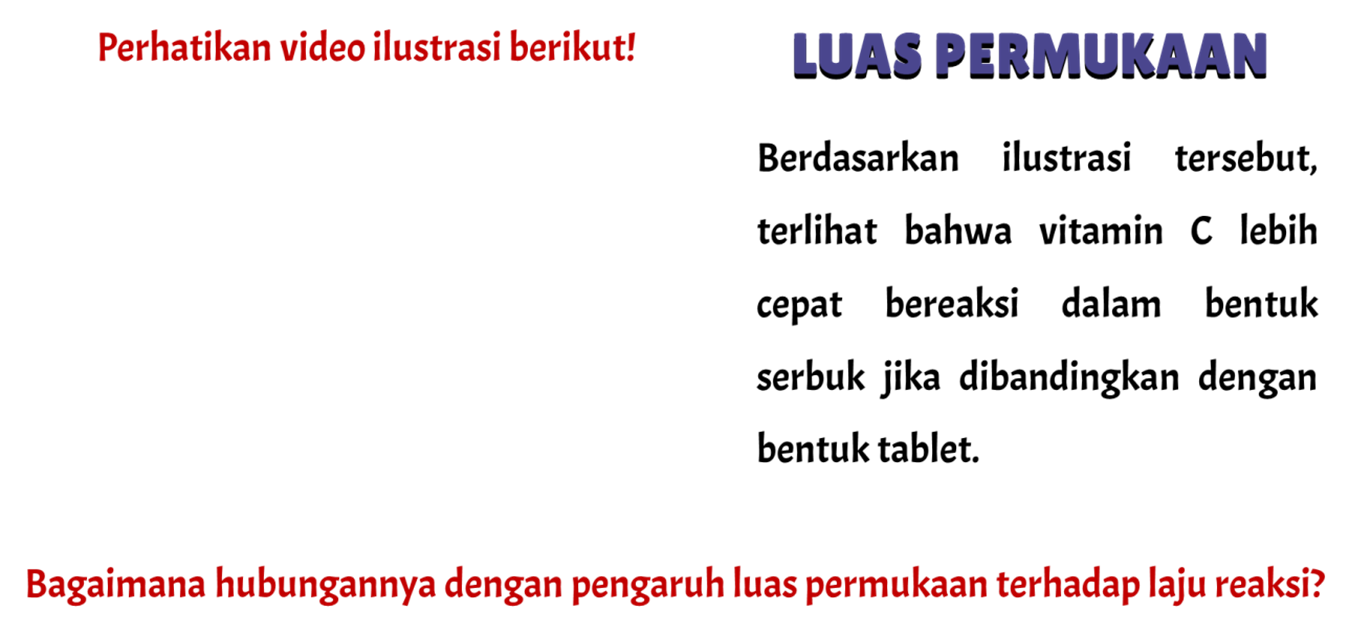 Perhatikan video ilustrasi berikut!
LUAS PERMUKAAN
Berdasarkan ilustrasi tersebut,
terlihat bahwa vitamin C lebih
cepat bereaksi dalam bentuk
serbuk jika dibandingkan dengan
bentuk tablet.
Bagaimana hubungannya dengan pengaruh luas permukaan terhadap laju reaksi?